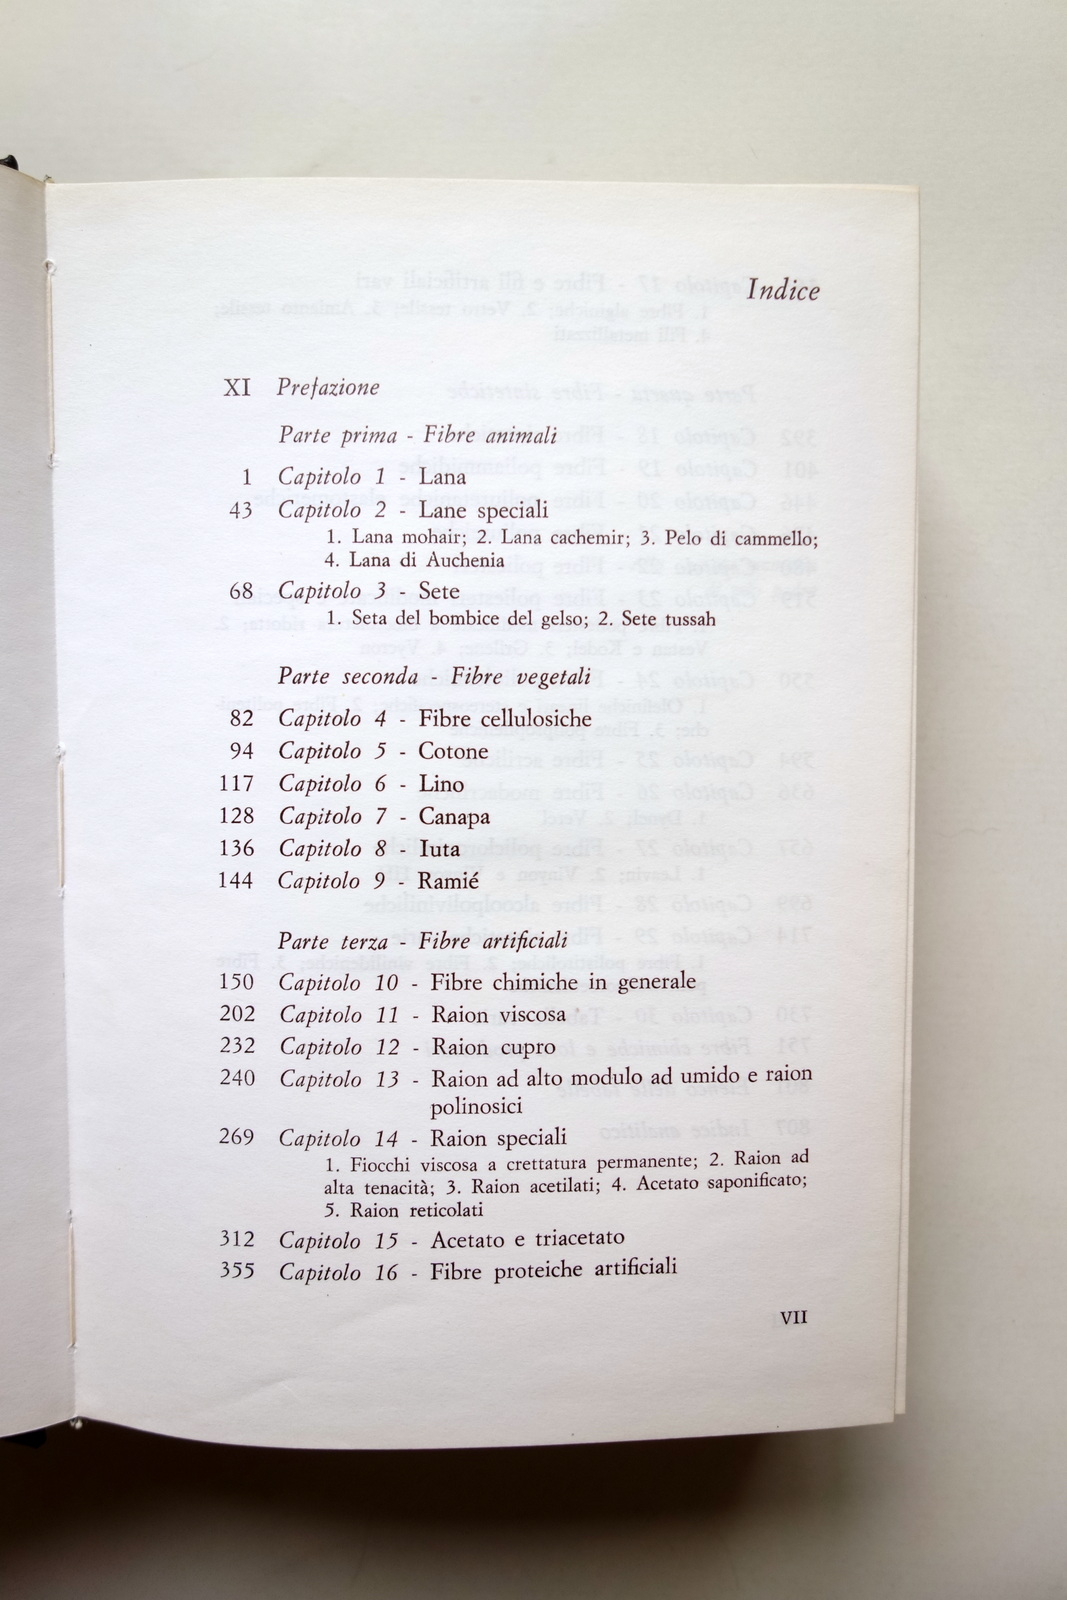 Indice
XI Prefazione
Parte prima - Fibre animali
1 Capitolo 1 - Lana
43 Capitolo 2 - Lane speciali
1. Lana mohair; 2. Lana cachemir; 3. Pelo di cammello;
4. Lana di Auchenia
68 Capitolo 3 - Sete
1. Seta del bombice del gelso; 2. Sete tussah
Parte seconda - Fibre vegetali
82 Capitolo 4 - Fibre cellulosiche
94 Capitolo 5 - Cotone
117 Capitolo 6 - Lino
128 Capitolo 7 - Canapa
136 Capitolo 8 - Iuta
144 Capitolo 9 - Ramié
Parte terza - Fibre artificiali
150 Capitolo 10 - Fibre chimiche in generale
202 Capitolo 11 - Raion viscosa
232 Capitolo 12 - Raion cupro
240 Capitolo 13 - Raion ad alto modulo ad umido e raion
polinosici
269 Capitolo 14 - Raion speciali
1. Fiocchi viscosa a crettatura permanente; 2. Raion ad
alta tenacità; 3. Raion acetilati; 4. Acetato saponificato;
5. Raion reticolati
312 Capitolo 15 - Acetato e triacetato
355 Capitolo 16 - Fibre proteiche artificiali
VII